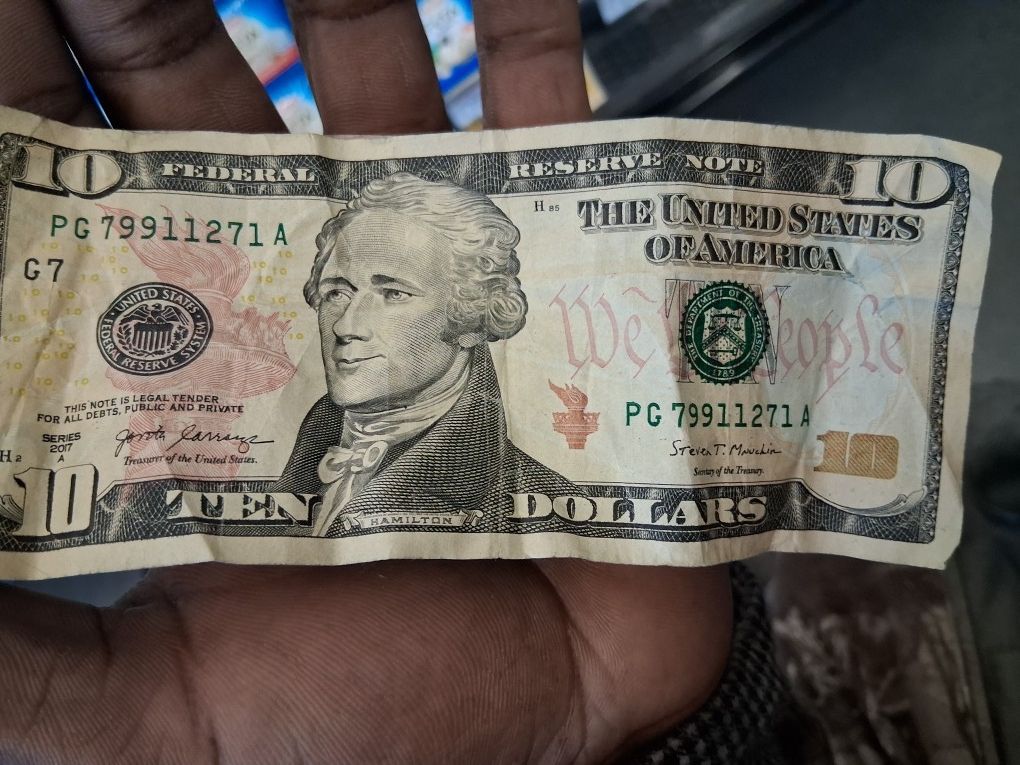 10 FEDERAL RESERVE NOTE 10
PG 79911271 A
G7
H 85
THE UNITED STATES
OF AMERICA
UNITED STATES
FEDERAL RESERVE SYSTEM
We People
THE DEPARTMENT OF THE TREASURY
1789
THIS NOTE IS LEGAL TENDER
FOR ALL DEBTS, PUBLIC AND PRIVATE
PG 79911271 A
SERIES
2017
A
Treasurer of the United States.
Steven T. Mnuchin
Secretary of the Treasury.
H 2
10
10 TEN HAMILTON DOLLARS